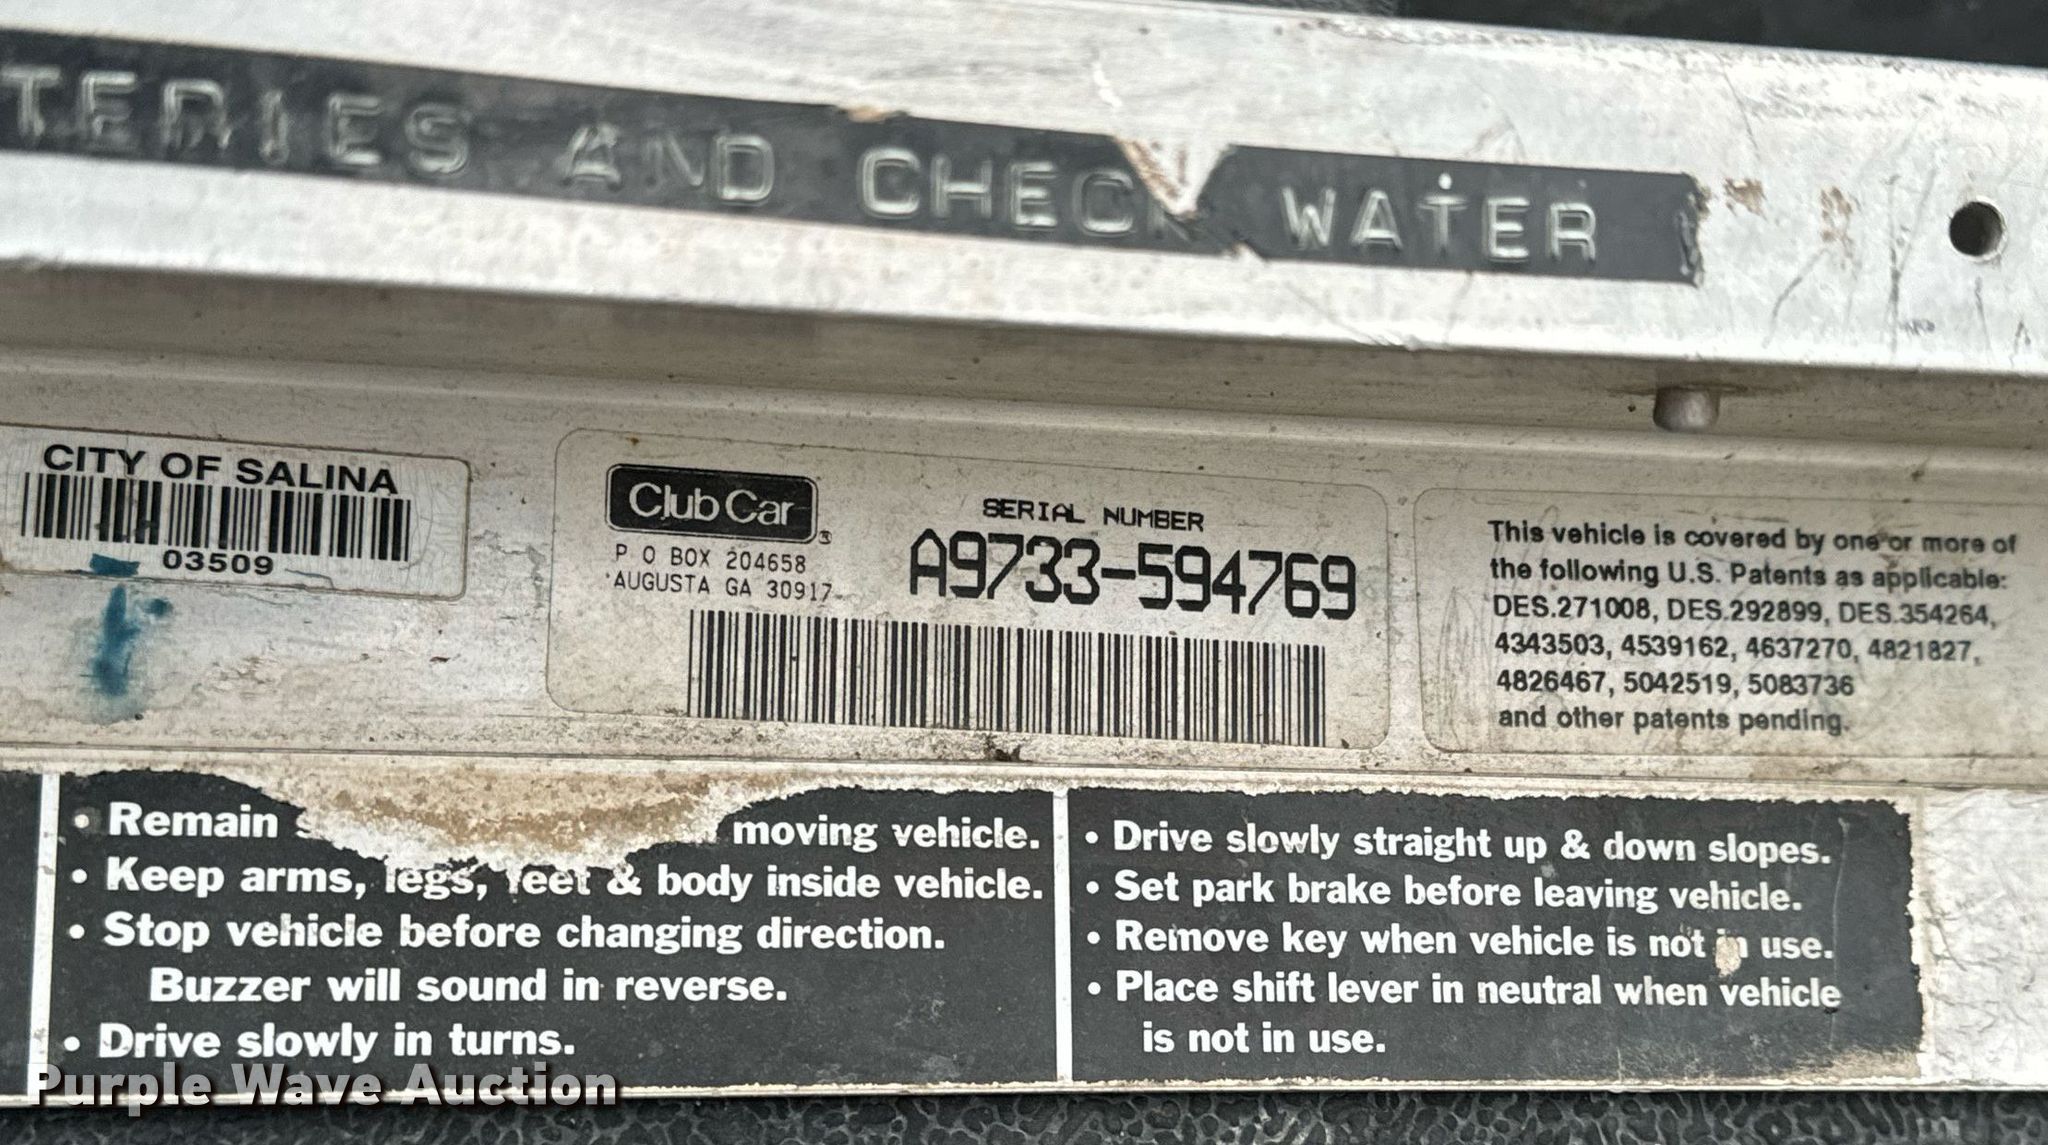 TERIES AND CHECK WATER
CITY OF SALINA
03509
Club Car®
P O BOX 204658
AUGUSTA GA 30917
SERIAL NUMBER
A9733-594769
This vehicle is covered by one or more of
the following U.S. Patents as applicable:
DES.271008, DES.292899, DES.354264,
4343503, 4539162, 4637270, 4821827,
4826467, 5042519, 5083736
and other patents pending.
• Remain moving vehicle.
• Keep arms, legs, feet & body inside vehicle.
• Stop vehicle before changing direction.
Buzzer will sound in reverse.
• Drive slowly in turns.
• Drive slowly straight up & down slopes.
• Set park brake before leaving vehicle.
• Remove key when vehicle is not in use.
• Place shift lever in neutral when vehicle
is not in use.
Purple Wave Auction